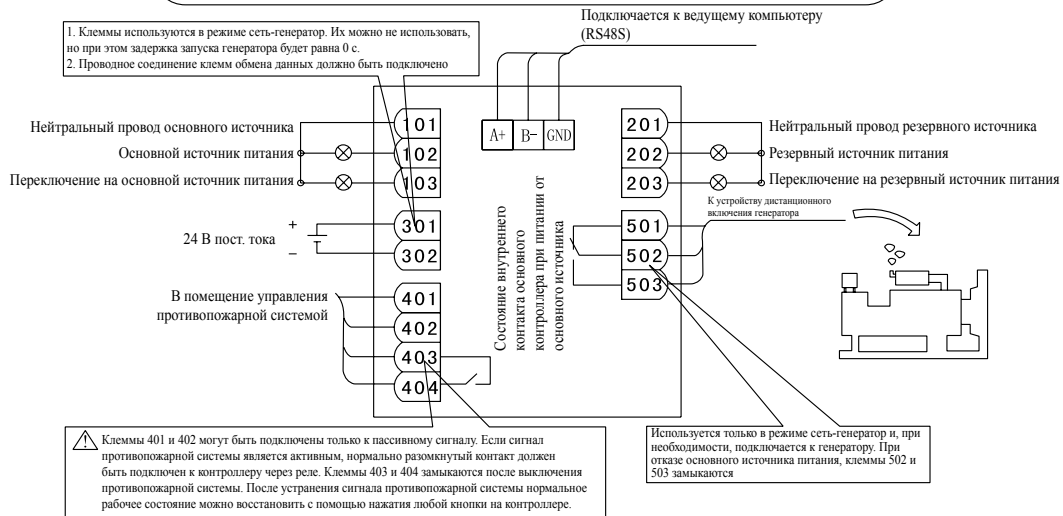 Подключается к ведущему компьютеру
(RS48S)
1. Клеммы используются в режиме сеть-генератор. Их можно не использовать,
но при этом задержка запуска генератора будет равна 0 с.
2. Проводное соединение клемм обмена данных должно быть подключено
A+ B- GND
Нейтральный провод основного источника
Основной источник питания
Переключение на основной источник питания
101
102
103
24 В пост. тока
+
−
301
302
В помещение управления
противопожарной системой
401
402
403
404
Состояние внутреннего
контакта основного
контроллера при питании от
основного источника
201
202
203
Нейтральный провод резервного источника
Резервный источник питания
Переключение на резервный источник питания
К устройству дистанционного
включения генератора
501
502
503
Клеммы 401 и 402 могут быть подключены только к пассивному сигналу. Если сигнал
противопожарной системы является активным, нормально разомкнутый контакт должен
быть подключен к контроллеру через реле. Клеммы 403 и 404 замыкаются после выключения
противопожарной системы. После устранения сигнала противопожарной системы нормальное
рабочее состояние можно восстановить с помощью нажатия любой кнопки на контроллере.
Используется только в режиме сеть-генератор и, при
необходимости, подключается к генератору. При
отказе основного источника питания, клеммы 502 и
503 замыкаются